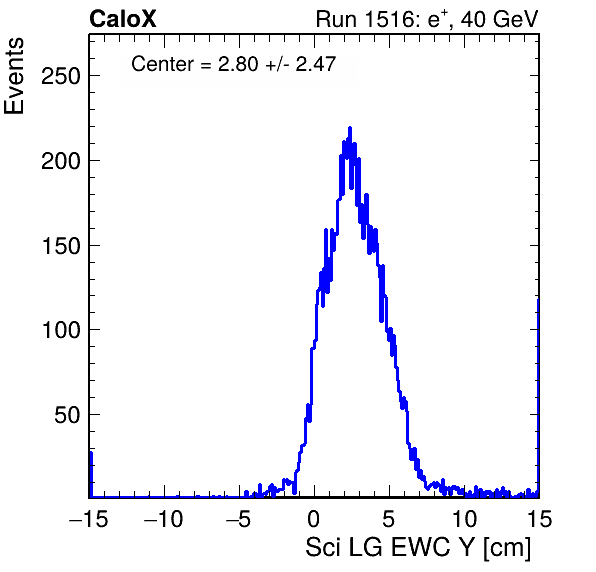 CaloX
Run 1516: e+, 40 GeV
Center = 2.80 +/- 2.47
Events
250
200
150
100
50
−15 −10 −5 0 5 10 15
Sci LG EWC Y [cm]